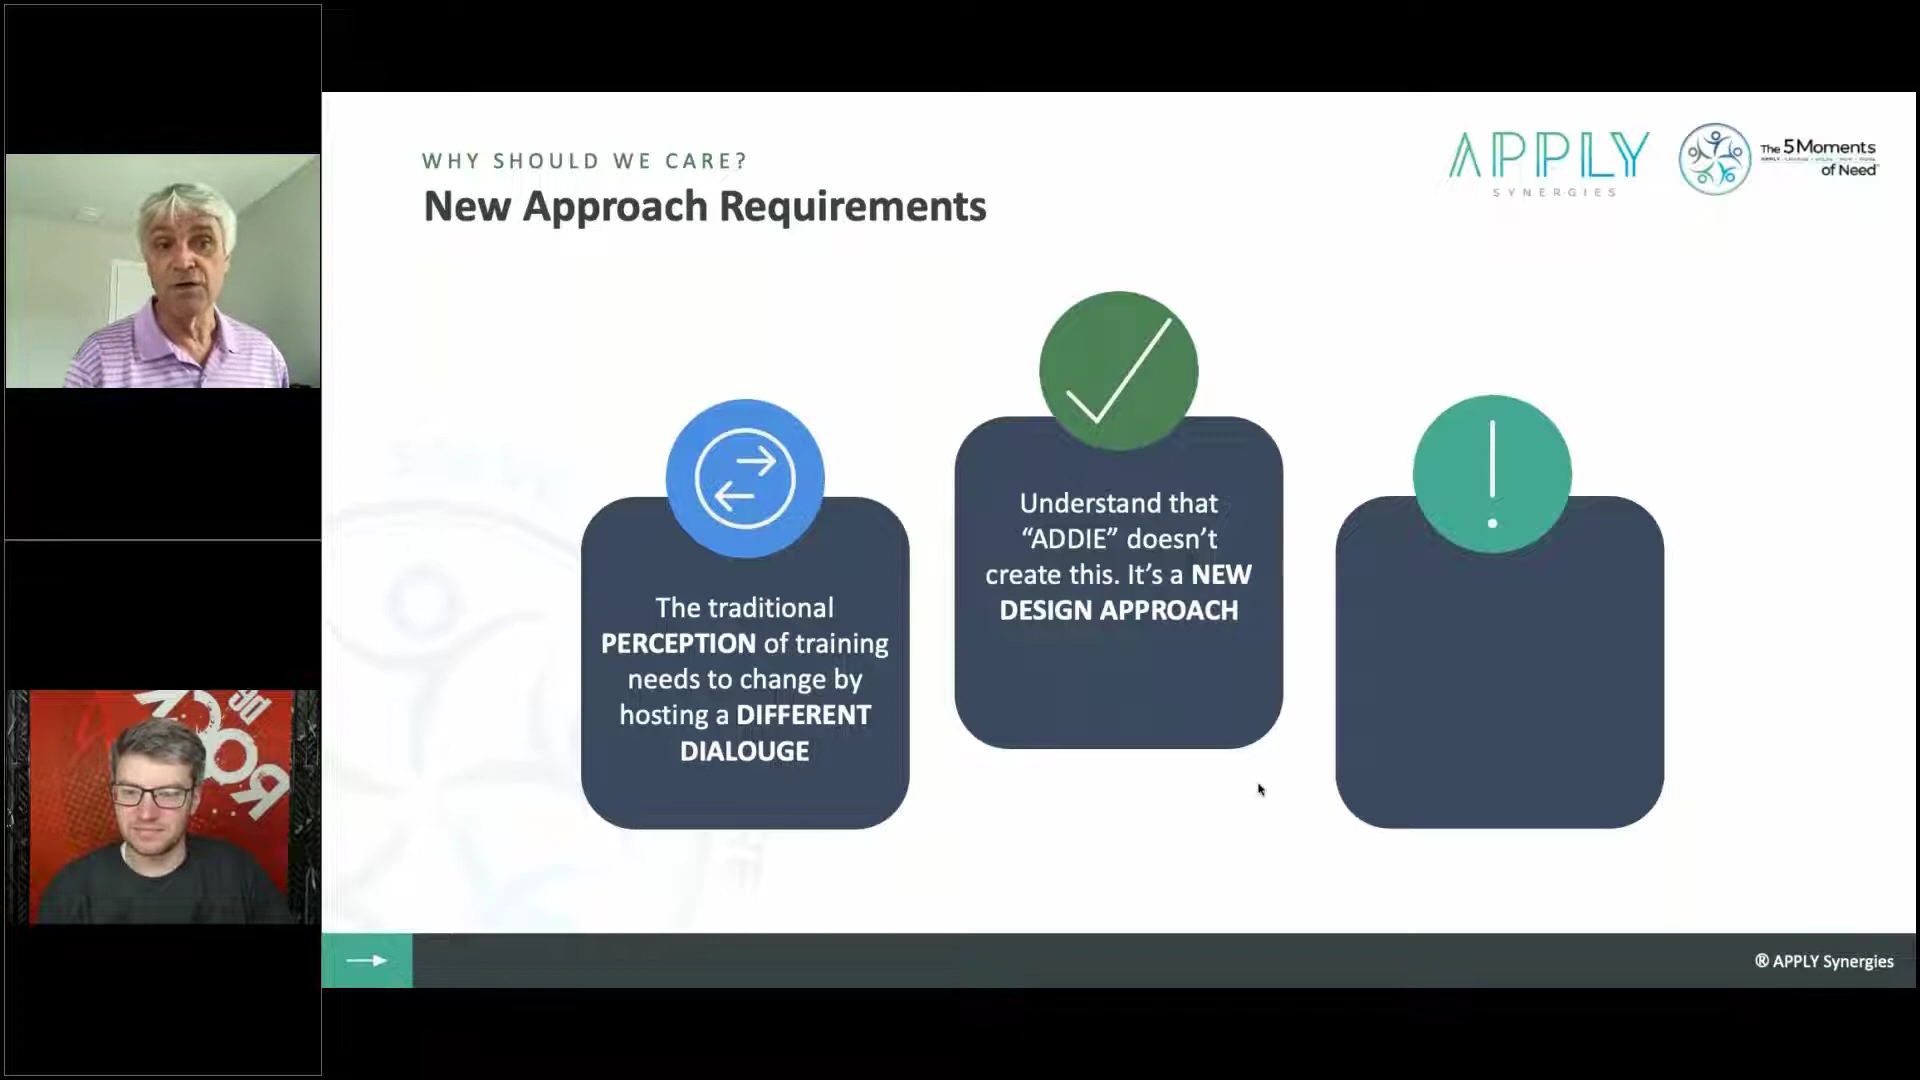 WHY SHOULD WE CARE?
New Approach Requirements
APPLY
SYNERGIES
The 5 Moments
of Need
Understand that
“ADDIE” doesn’t
create this. It’s a NEW
DESIGN APPROACH
The traditional
PERCEPTION of training
needs to change by
hosting a DIFFERENT
DIALOUGE
® APPLY Synergies